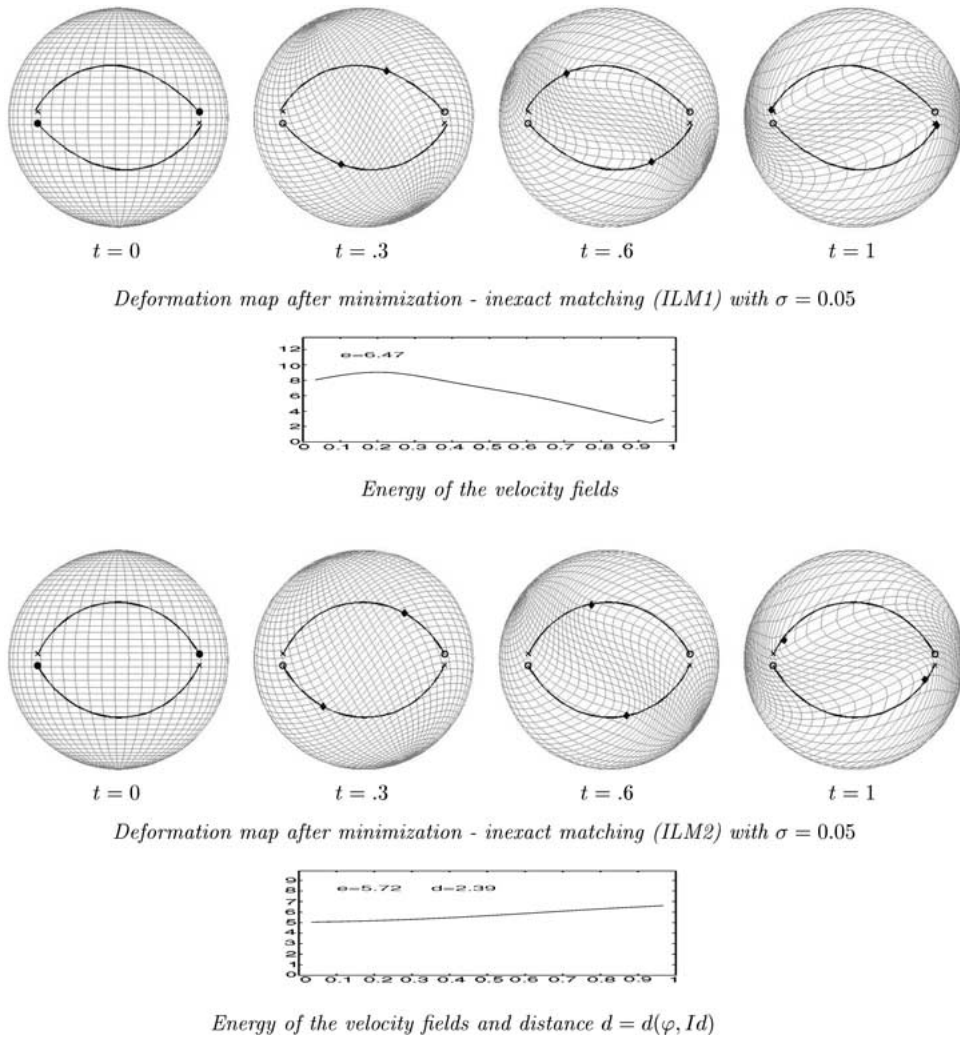 t = 0 t = .3 t = .6 t = 1
Deformation map after minimization - inexact matching (ILM1) with σ = 0.05
12
e=6.47
10
8
6
4
2
0
0 0.1 0.2 0.3 0.4 0.5 0.6 0.7 0.8 0.9 1
Energy of the velocity fields
t = 0 t = .3 t = .6 t = 1
Deformation map after minimization - inexact matching (ILM2) with σ = 0.05
9
8 e=5.72 d=2.39
7
6
5
4
3
2
1
0
0 0.1 0.2 0.3 0.4 0.5 0.6 0.7 0.8 0.9 1
Energy of the velocity fields and distance d = d(φ, Id)